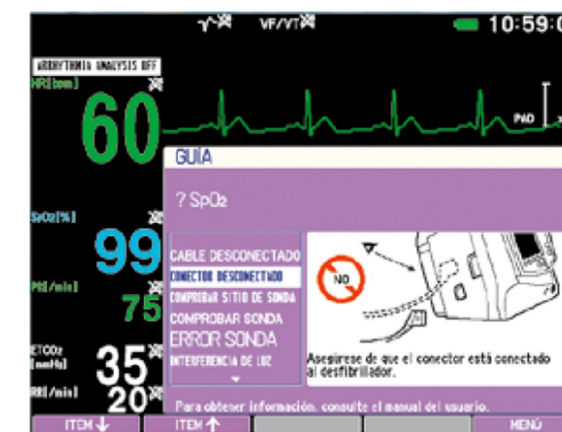 VF/VT
10:59:0
ARRHYTHMIA ANALYSIS OFF
HR[bpm]
60
PAD
x
GUÍA
? SpO₂
SpO₂[%]
99
CABLE DESCONECTADO
CONECTOR DESCONECTADO
COMPROBAR SITIO DE SONDA
COMPROBAR SONDA
ERROR SONDA
INTERFERENCIA DE LUZ
NO
Asegúrese de que el conector está conectado
al desfibrilador.
PR[/min]
75
ETCO₂
[mmHg]
35
RR[/min]
20
Para obtener información, consulte el manual del usuario.
ITEM ↓
ITEM ↑
MENÚ